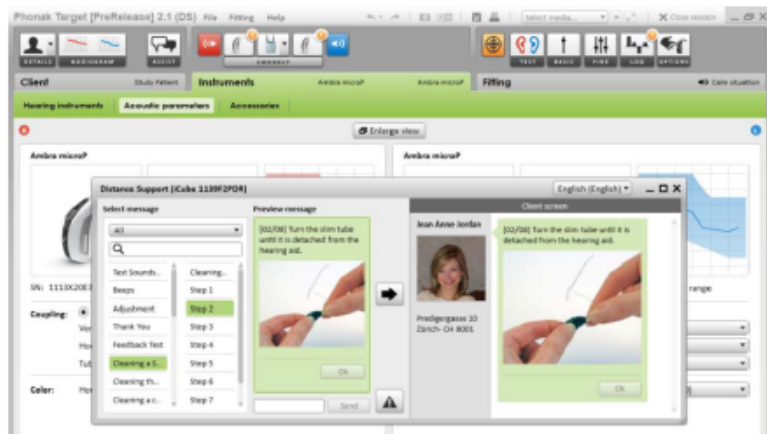 Phonak Target [PreRelease] 2.1 (DS) File Fitting Help
Select media...
Close session
DETAILS AUDIOGRAM ASSIST CONNECT TEST BASIC FINE LOG OPTIONS
Client Study Patient Instruments Ambra microP Ambra microP Fitting Calm situation
Hearing instruments Acoustic parameters Accessories
Enlarge view
Ambra microP Ambra microP
Distance Support (iCube 1139F2PDR) English (English)
Select message Preview message Client screen
All
[02/08] Turn the slim tube
until it is detached from the
hearing aid.
Jean Anne Jordan
[02/08] Turn the slim tube until it is
detached from the hearing aid.
Test Sounds.. Cleaning..
Beeps Step 1
Adjustment Step 2
Thank You Step 3
Feedback Test Step 4
Cleaning a S.. Step 5
Cleaning th.. Step 6
Cleaning a c.. Step 7
Predigergasse 10
Zürich- CH 8001
Ok
Ok
Send
range
Coupling:
Color: